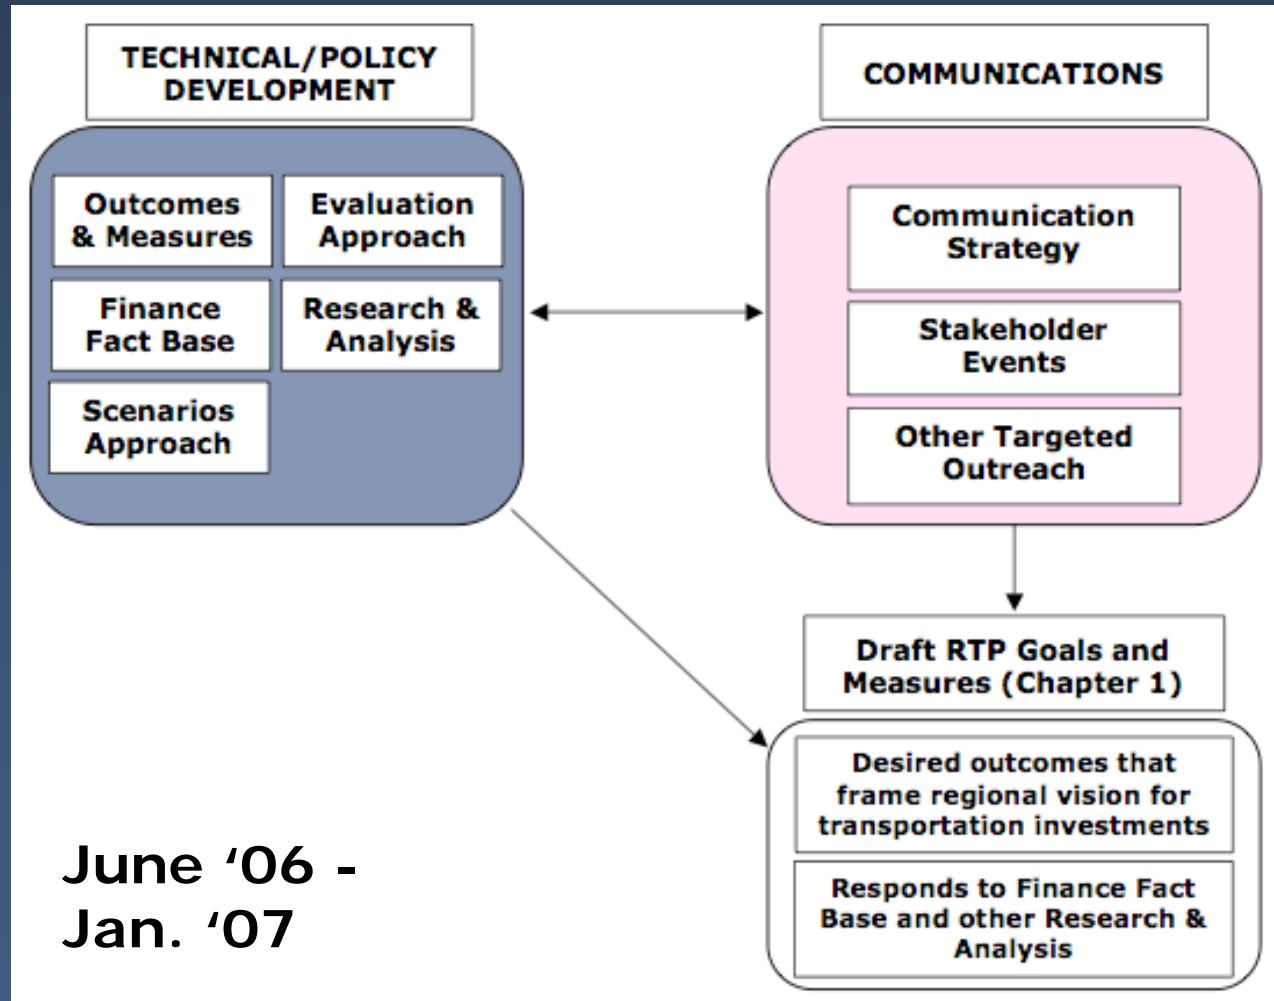 TECHNICAL/POLICY
DEVELOPMENT
Outcomes
& Measures
Evaluation
Approach
Finance
Fact Base
Research &
Analysis
Scenarios
Approach
COMMUNICATIONS
Communication
Strategy
Stakeholder
Events
Other Targeted
Outreach
Draft RTP Goals and
Measures (Chapter 1)
Desired outcomes that
frame regional vision for
transportation investments
Responds to Finance Fact
Base and other Research &
Analysis
June ‘06 -
Jan. ‘07